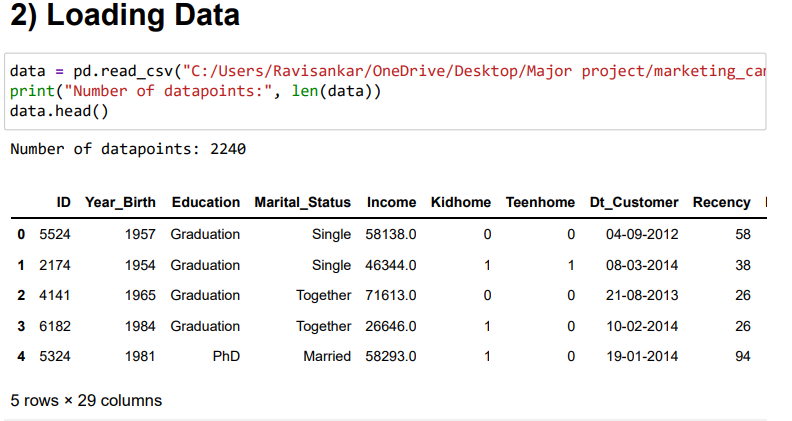 2) Loading Data
data = pd.read_csv("C:/Users/Ravisankar/OneDrive/Desktop/Major project/marketing_
print("Number of datapoints:", len(data))
data.head()
Number of datapoints: 2240
ID Year_Birth Education Marital_Status Income Kidhome Teenhome Dt_Customer Recency
0 5524 1957 Graduation Single 58138.0 0 0 04-09-2012 58
1 2174 1954 Graduation Single 46344.0 1 1 08-03-2014 38
2 4141 1965 Graduation Together 71613.0 0 0 21-08-2013 26
3 6182 1984 Graduation Together 26646.0 1 0 10-02-2014 26
4 5324 1981 PhD Married 58293.0 1 0 19-01-2014 94
5 rows × 29 columns